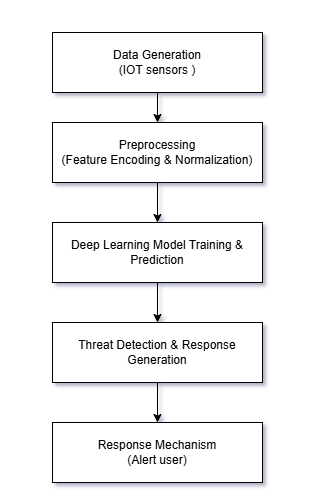 Data Generation
(IOT sensors )
Preprocessing
(Feature Encoding & Normalization)
Deep Learning Model Training &
Prediction
Threat Detection & Response
Generation
Response Mechanism
(Alert user)